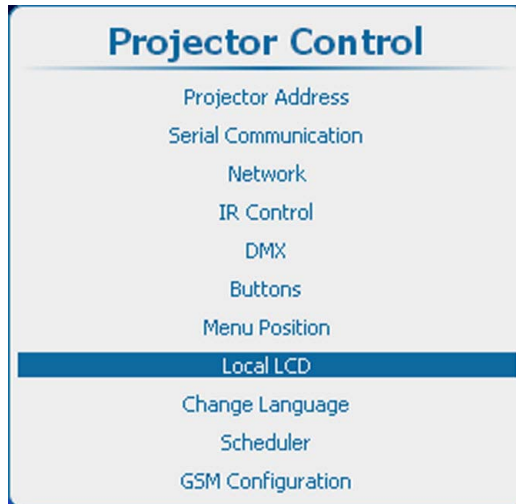 Projector Control
Projector Address
Serial Communication
Network
IR Control
DMX
Buttons
Menu Position
Local LCD
Change Language
Scheduler
GSM Configuration